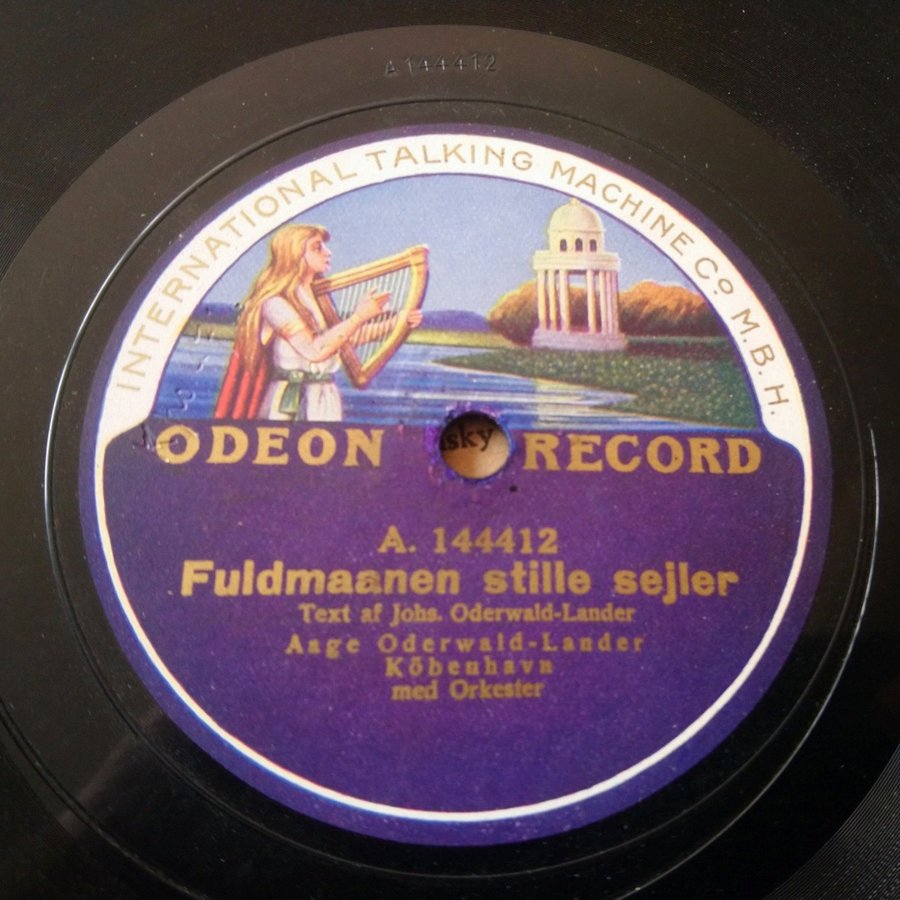 A144412
INTERNATIONAL TALKING MACHINE Co. M.B.H.
ODEON RECORD
A. 144412
Fuldmaanen stille sejler
Text af Johs. Oderwald-Lander
Aage Oderwald-Lander
Köbenhavn
med Orkester